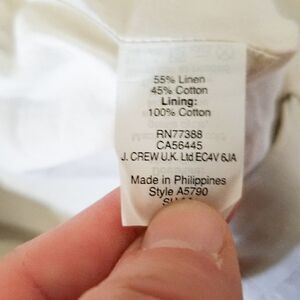 55% Linen
45% Cotton
Lining:
100% Cotton
RN77388
CA56445
J. CREW U.K. Ltd EC4V 6JA
Made in Philippines
Style A5790